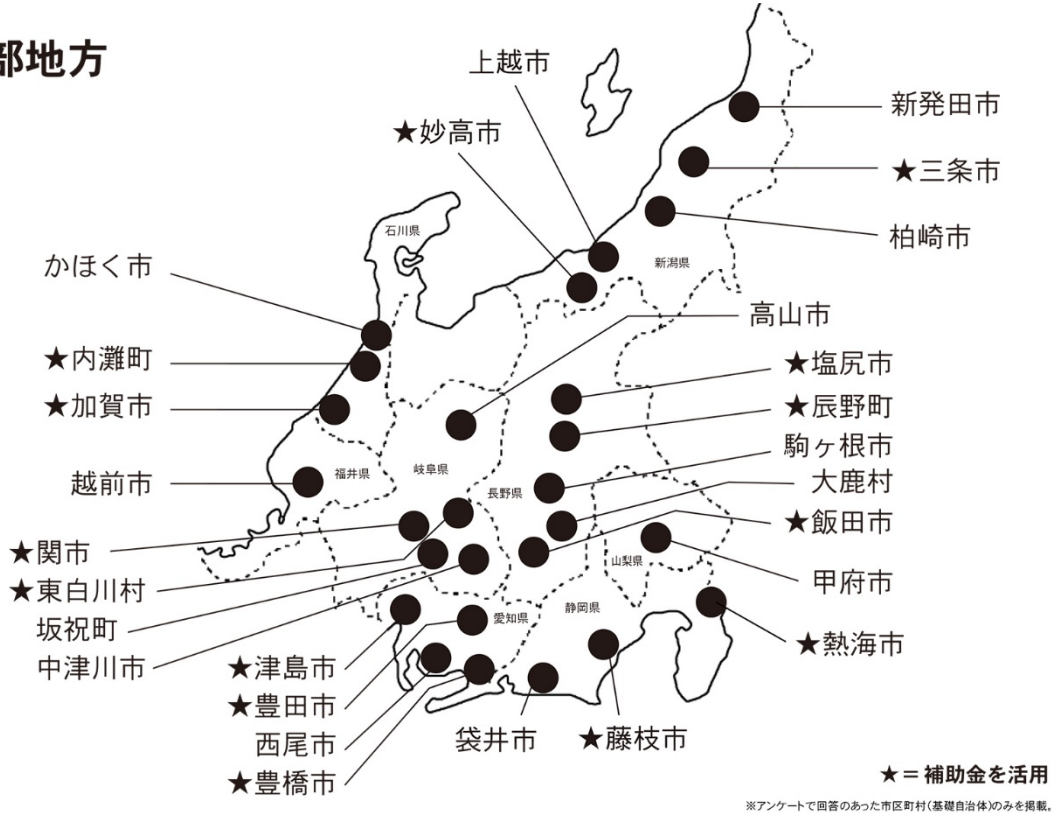 部地方
上越市
★妙高市
新発田市
★三条市
柏崎市
石川県
新潟県
かほく市
★内灘町
★加賀市
越前市
高山市
★塩尻市
★辰野町
駒ヶ根市
大鹿村
★飯田市
甲府市
★熱海市
福井県
岐阜県
長野県
山梨県
静岡県
愛知県
★関市
★東白川村
坂祝町
中津川市
★津島市
★豊田市
西尾市
★豊橋市
袋井市
★藤枝市
★＝補助金を活用
※アンケートで回答のあった市区町村(基礎自治体)のみを掲載。